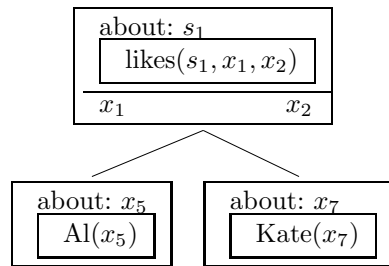 about: s₁
likes(s₁, x₁, x₂)
x₁ x₂
about: x₅ about: x₇
Al(x₅) Kate(x₇)